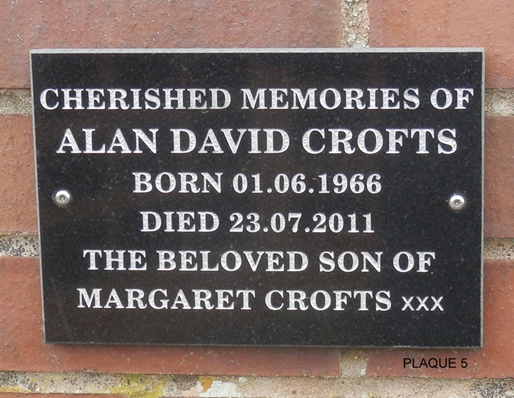 CHERISHED MEMORIES OF
ALAN DAVID CROFTS
BORN 01.06.1966
DIED 23.07.2011
THE BELOVED SON OF
MARGARET CROFTS xxx
PLAQUE 5